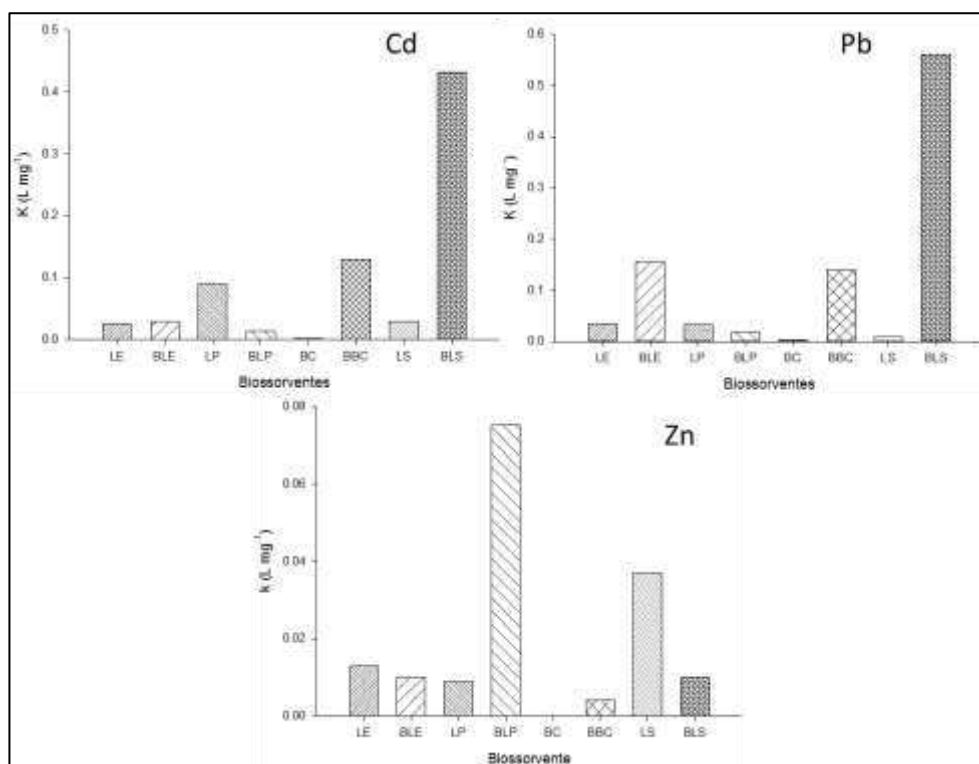 Cd
0.5
0.4
0.3
0.2
0.1
0.0
K (L mg⁻¹)
LE BLE LP BLP BC BBC LS BLS
Biossorventes
Pb
0.6
0.5
0.4
0.3
0.2
0.1
0.0
K (L mg⁻¹)
LE BLE LP BLP BC BBC LS BLS
Biossorventes
Zn
0.08
0.06
0.04
0.02
0.00
k (L mg⁻¹)
LE BLE LP BLP BC BBC LS BLS
Biossorvente